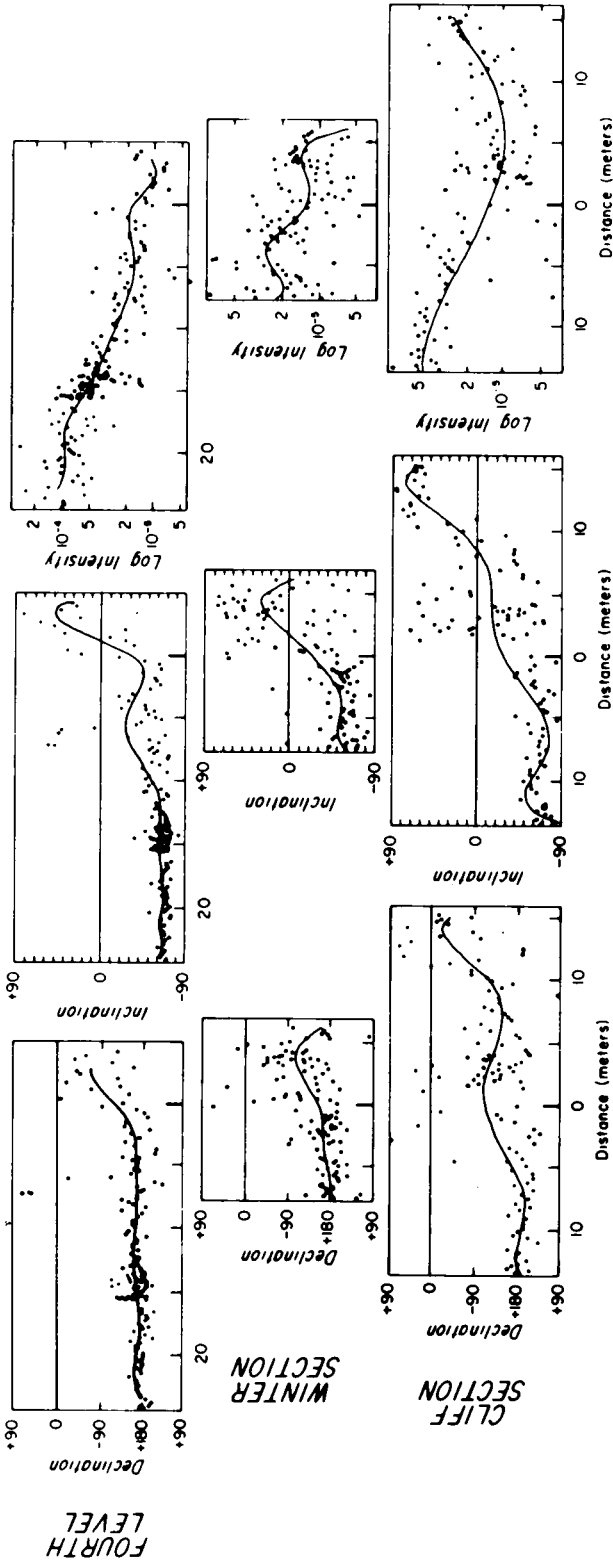 FOURTH
LEVEL
Declination
+90
0
-90
+180
+90
20
Inclination
+90
0
-90
20
Log Intensity
2
10⁻⁴
5
2
10⁻⁵
5
20
WINTER
SECTION
Declination
+90
0
-90
+180
+90
Inclination
+90
0
-90
Log Intensity
5
2
10⁻⁵
5
CLIFF
SECTION
Declination
+90
0
-90
+180
+90
10 0 10
Distance (meters)
Inclination
+90
0
-90
10 0 10
Distance (meters)
Log Intensity
5
2
10⁻⁵
5
10 0 10
Distance (meters)